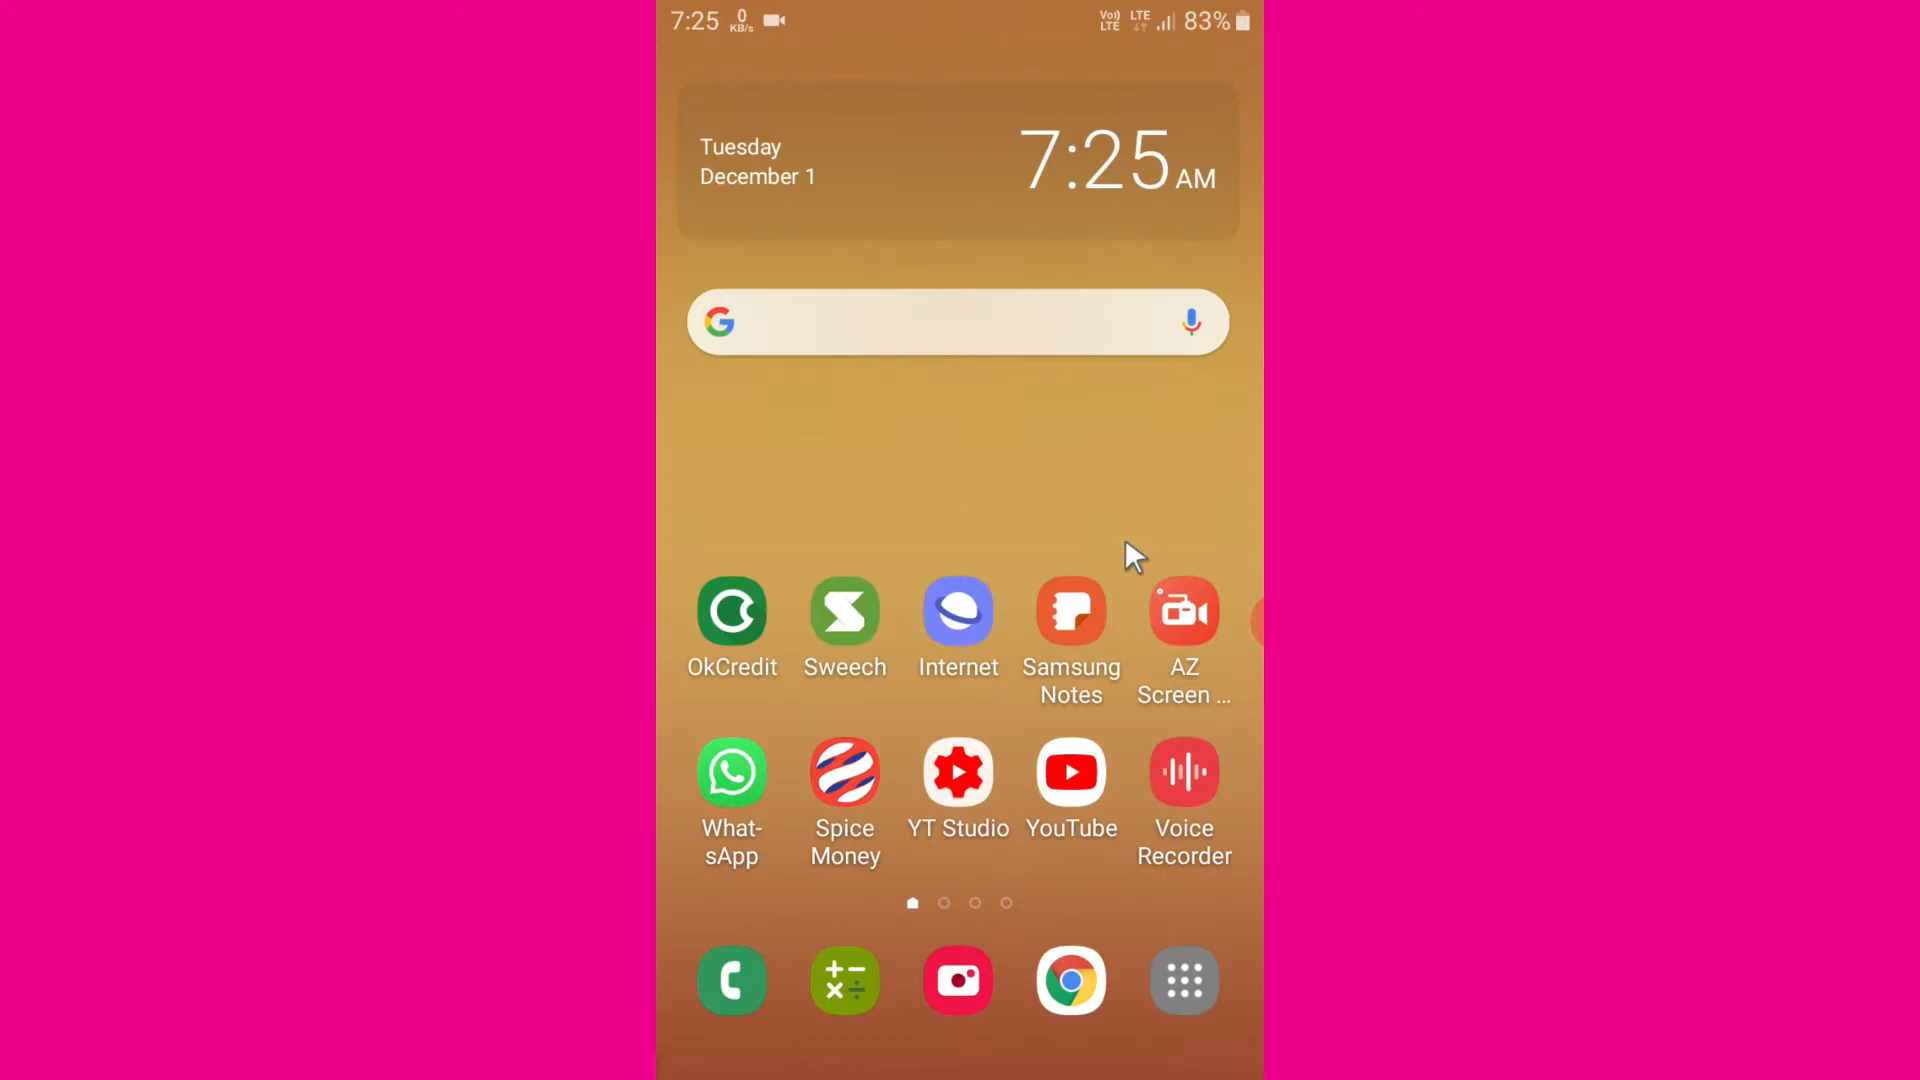 7:25 0 KB/s Vo)) LTE LTE 83%
Tuesday
December 1
7:25 AM
OkCredit Sweech Internet Samsung Notes AZ Screen ...
What-sApp Spice Money YT Studio YouTube Voice Recorder